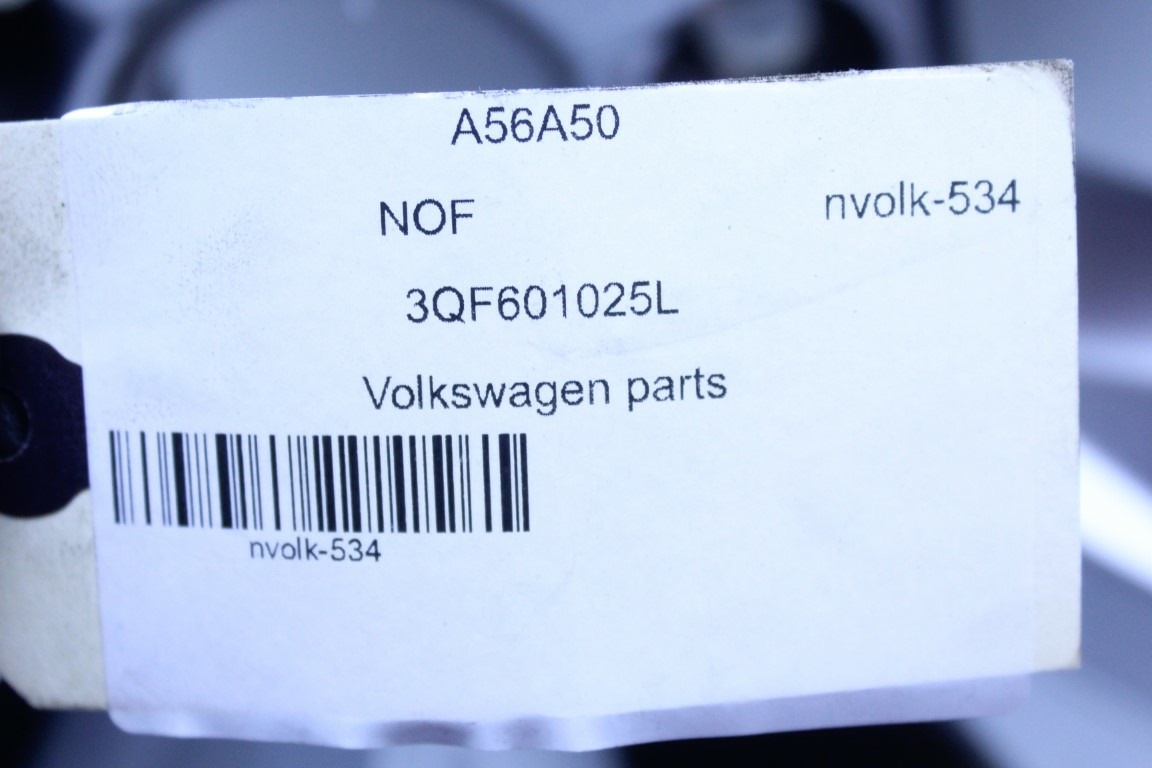 A56A50
NOF nvolk-534
3QF601025L
Volkswagen parts
nvolk-534